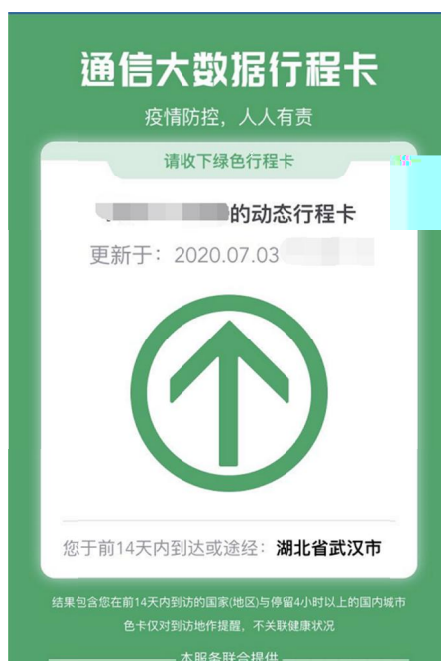 通信大数据行程卡
疫情防控，人人有责
请收下绿色行程卡
的动态行程卡
更新于：2020.07.03
您于前14天内到达或途经：湖北省武汉市
结果包含您在前14天内到访的国家(地区)与停留4小时以上的国内城市
色卡仅对到访地作提醒，不关联健康状况
本服务联合提供